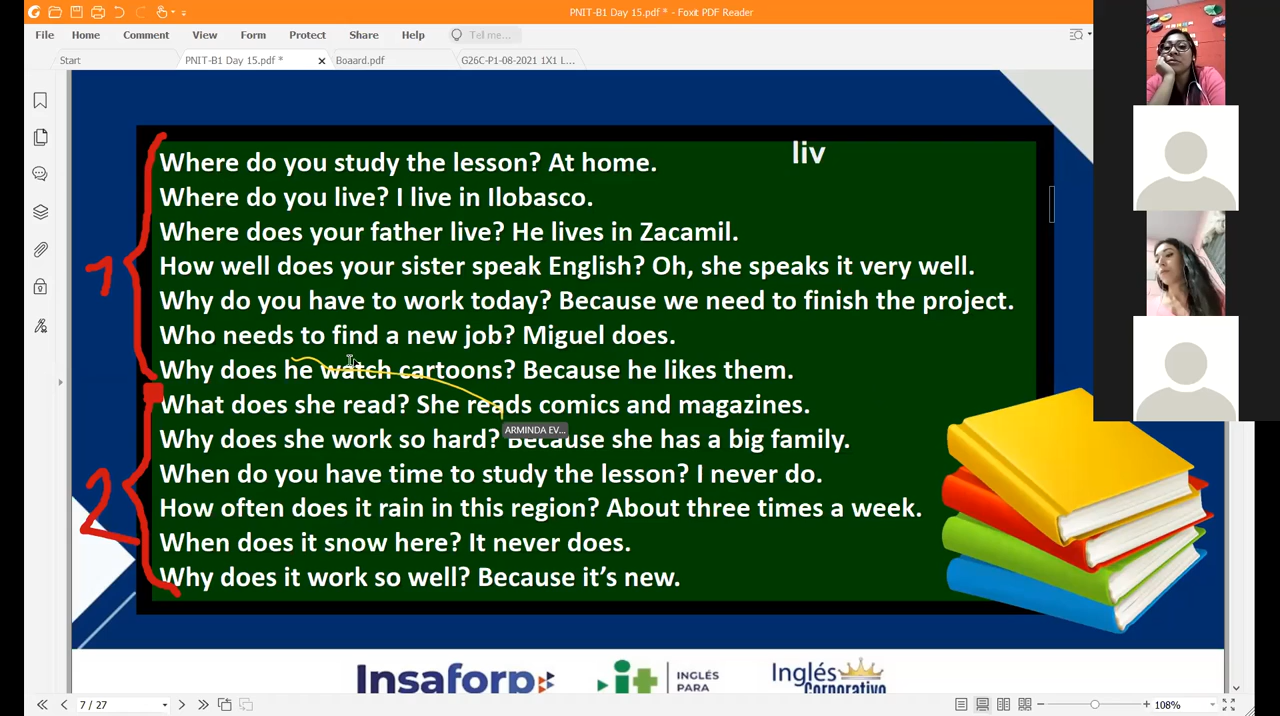 PNIT-B1 Day 15.pdf * - Foxit PDF Reader
File Home Comment View Form Protect Share Help Tell me...
Start PNIT-B1 Day 15.pdf * Boaard.pdf G26C-P1-08-2021 1X1 L...
liv
Where do you study the lesson? At home.
Where do you live? I live in Ilobasco.
Where does your father live? He lives in Zacamil.
How well does your sister speak English? Oh, she speaks it very well.
1
Why do you have to work today? Because we need to finish the project.
Who needs to find a new job? Miguel does.
Why does he watch cartoons? Because he likes them.
What does she read? She reads comics and magazines.
ARMINDA EV...
Why does she work so hard? Because she has a big family.
When do you have time to study the lesson? I never do.
2
How often does it rain in this region? About three times a week.
When does it snow here? It never does.
Why does it work so well? Because it’s new.
Insaforp it INGLÉS PARA Inglés Corporativo
7 / 27 108%